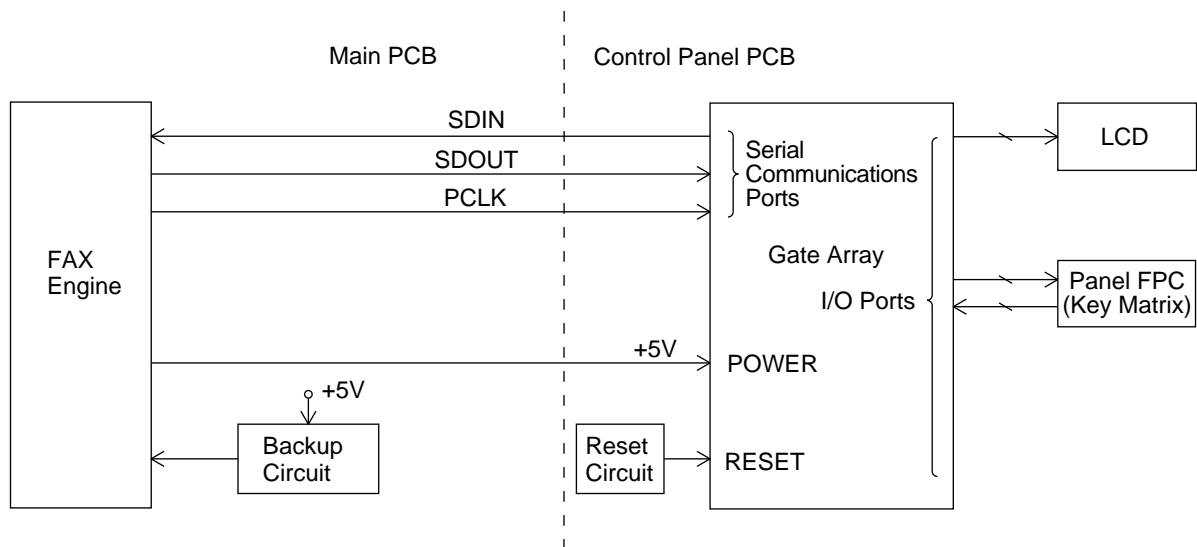 Main PCB
Control Panel PCB
SDIN
SDOUT
PCLK
Serial
Communications
Ports
LCD
FAX
Engine
Gate Array
I/O Ports
Panel FPC
(Key Matrix)
+5V
POWER
+5V
Backup
Circuit
Reset
Circuit
RESET